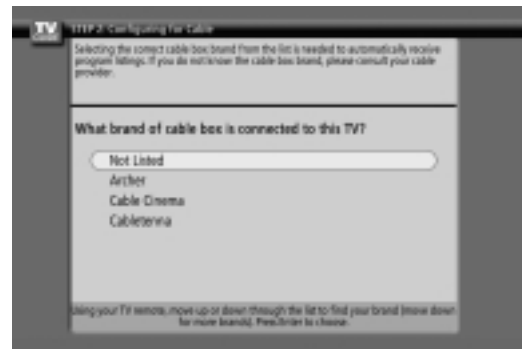 TV
STEP 2: Configuring for Cable
Selecting the correct cable box brand from the list is needed to automatically receive
program listings. If you do not know the cable box brand, please consult your cable
provider.
What brand of cable box is connected to this TV?
Not Listed
Archer
Cable Cinema
Cabletenna
Using your TV remote, move up or down through the list to find your brand (move down
for more brands). Press Enter to choose.